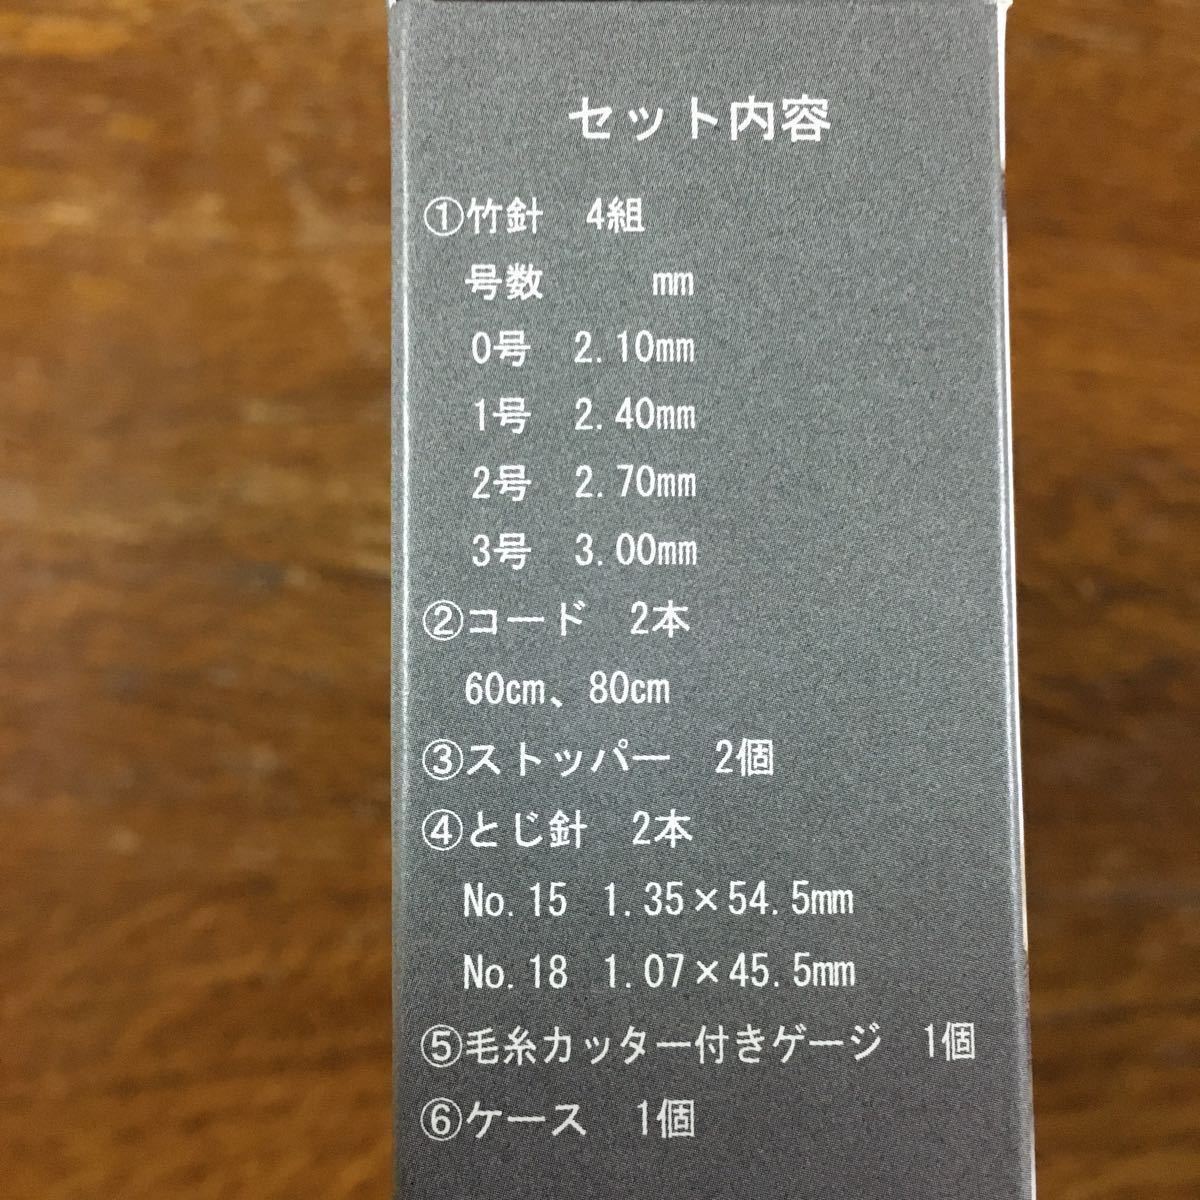 セット内容
①竹針　4組
号数　　mm
0号　2.10mm
1号　2.40mm
2号　2.70mm
3号　3.00mm
②コード　2本
60cm、80cm
③ストッパー　2個
④とじ針　2本
No.15　1.35×54.5mm
No.18　1.07×45.5mm
⑤毛糸カッター付きゲージ　1個
⑥ケース　1個